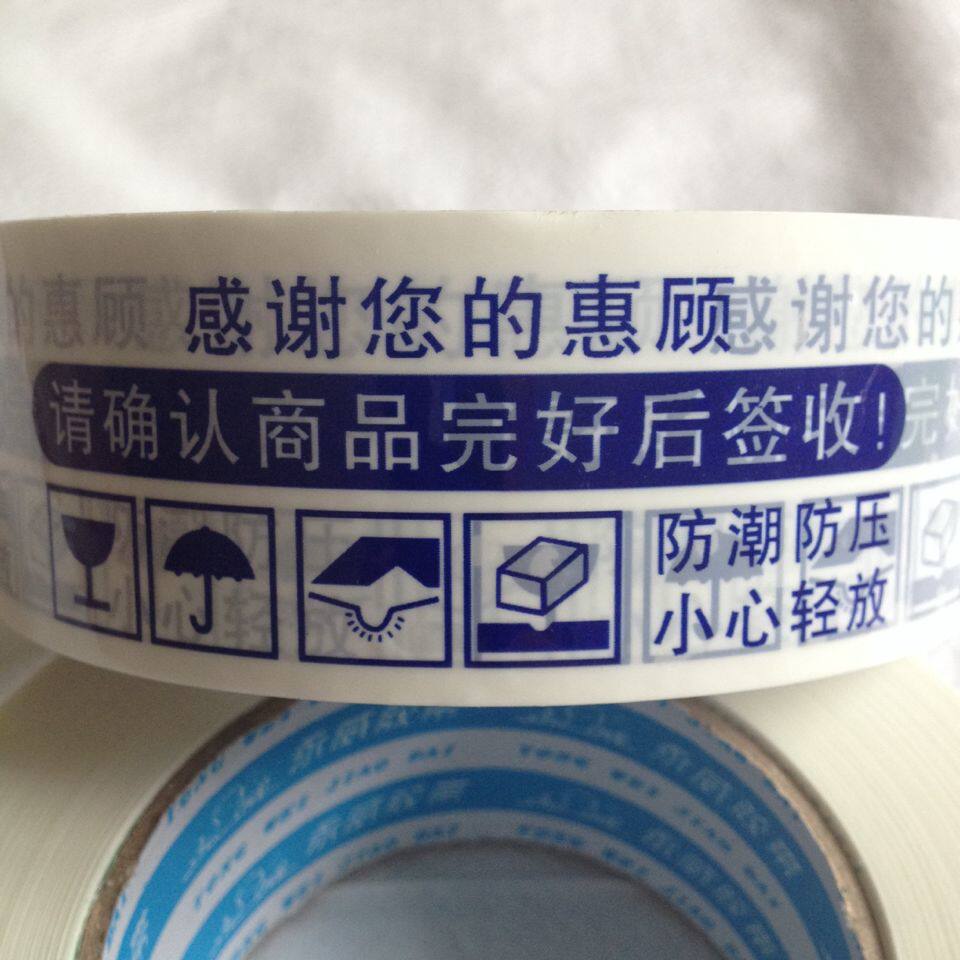 感谢您的惠顾
请确认商品完好后签收!
防潮防压
小心轻放